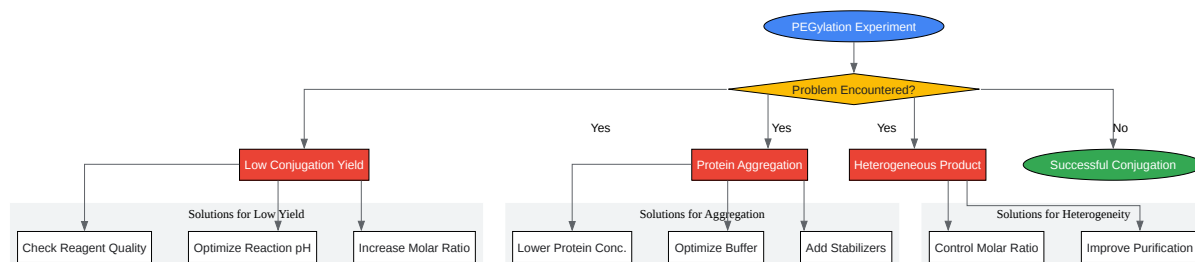 PEGylation Experiment
Problem Encountered?
Yes
Yes
Yes
No
Low Conjugation Yield
Protein Aggregation
Heterogeneous Product
Successful Conjugation
Solutions for Low Yield
Solutions for Aggregation
Solutions for Heterogeneity
Check Reagent Quality
Optimize Reaction pH
Increase Molar Ratio
Lower Protein Conc.
Optimize Buffer
Add Stabilizers
Control Molar Ratio
Improve Purification